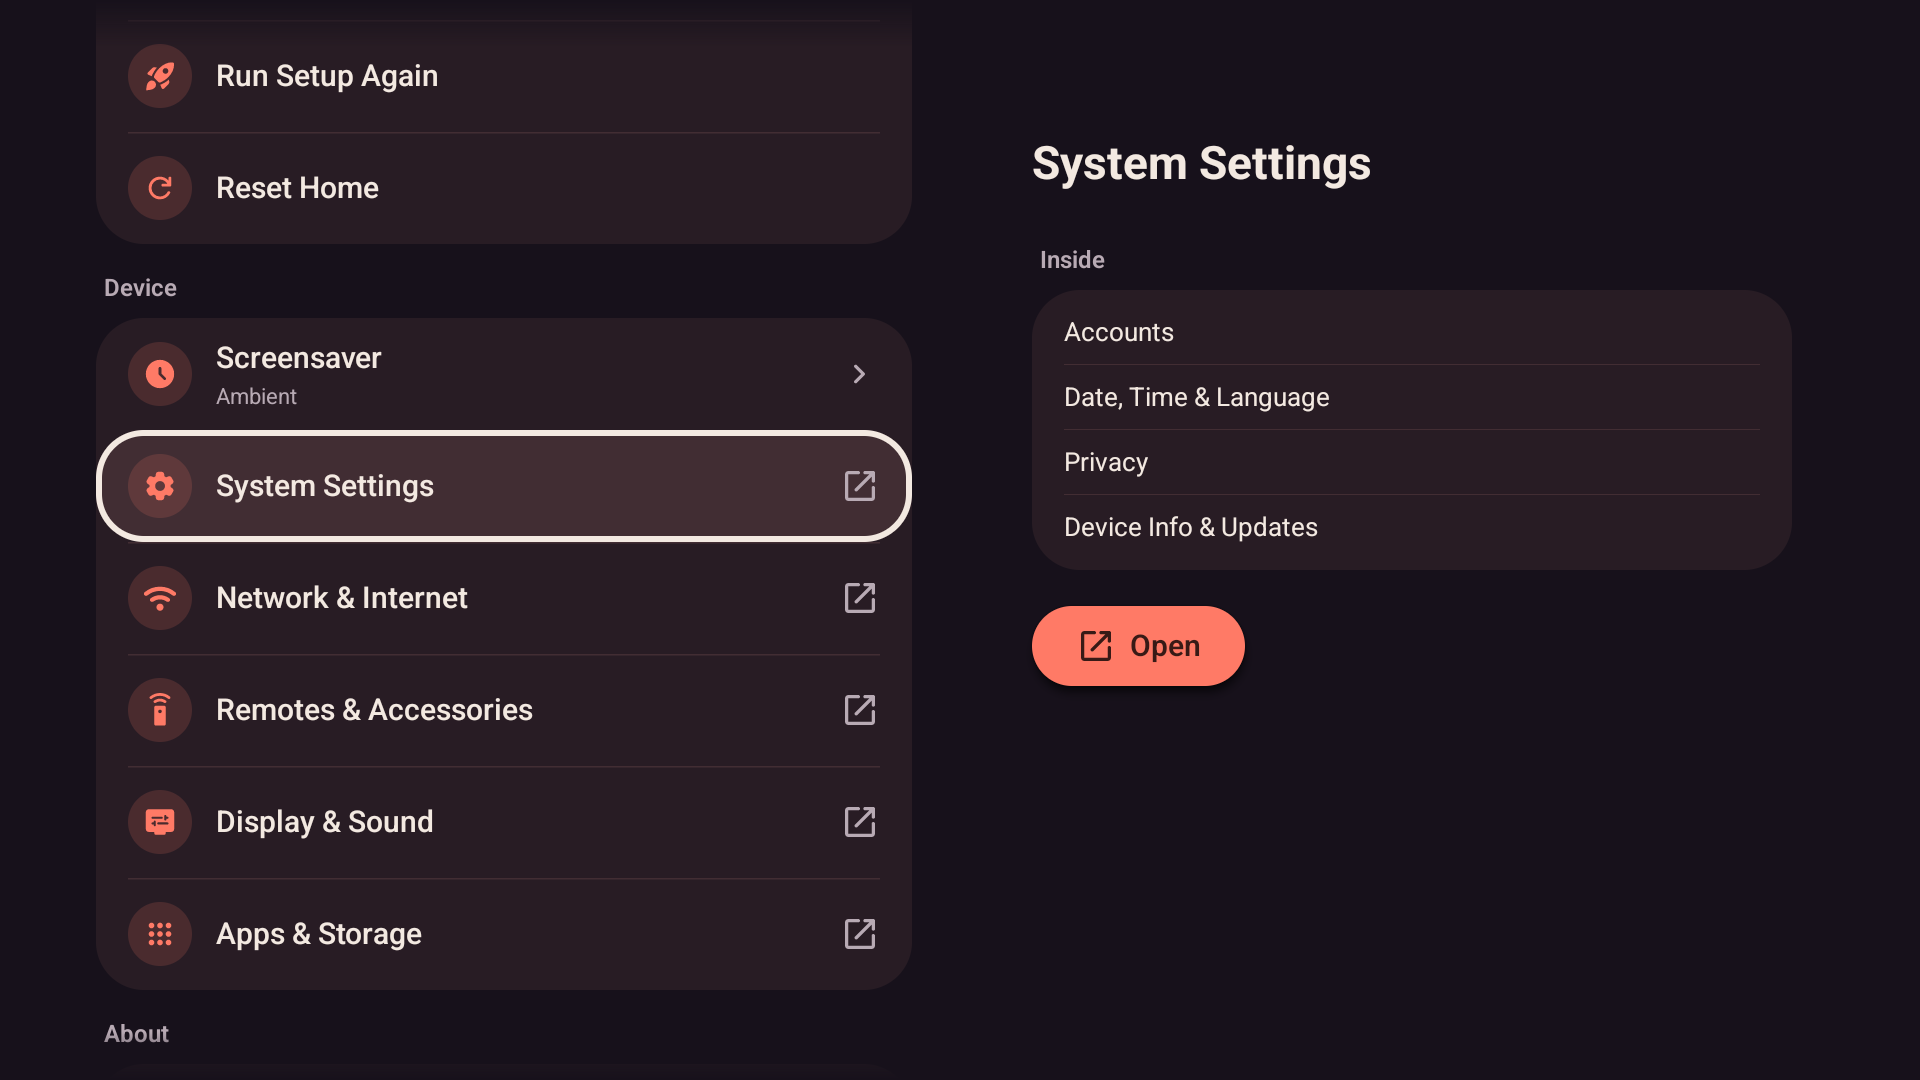 Run Setup Again
Reset Home
Device
Screensaver
Ambient
System Settings
Network & Internet
Remotes & Accessories
Display & Sound
Apps & Storage
About
System Settings
Inside
Accounts
Date, Time & Language
Privacy
Device Info & Updates
Open